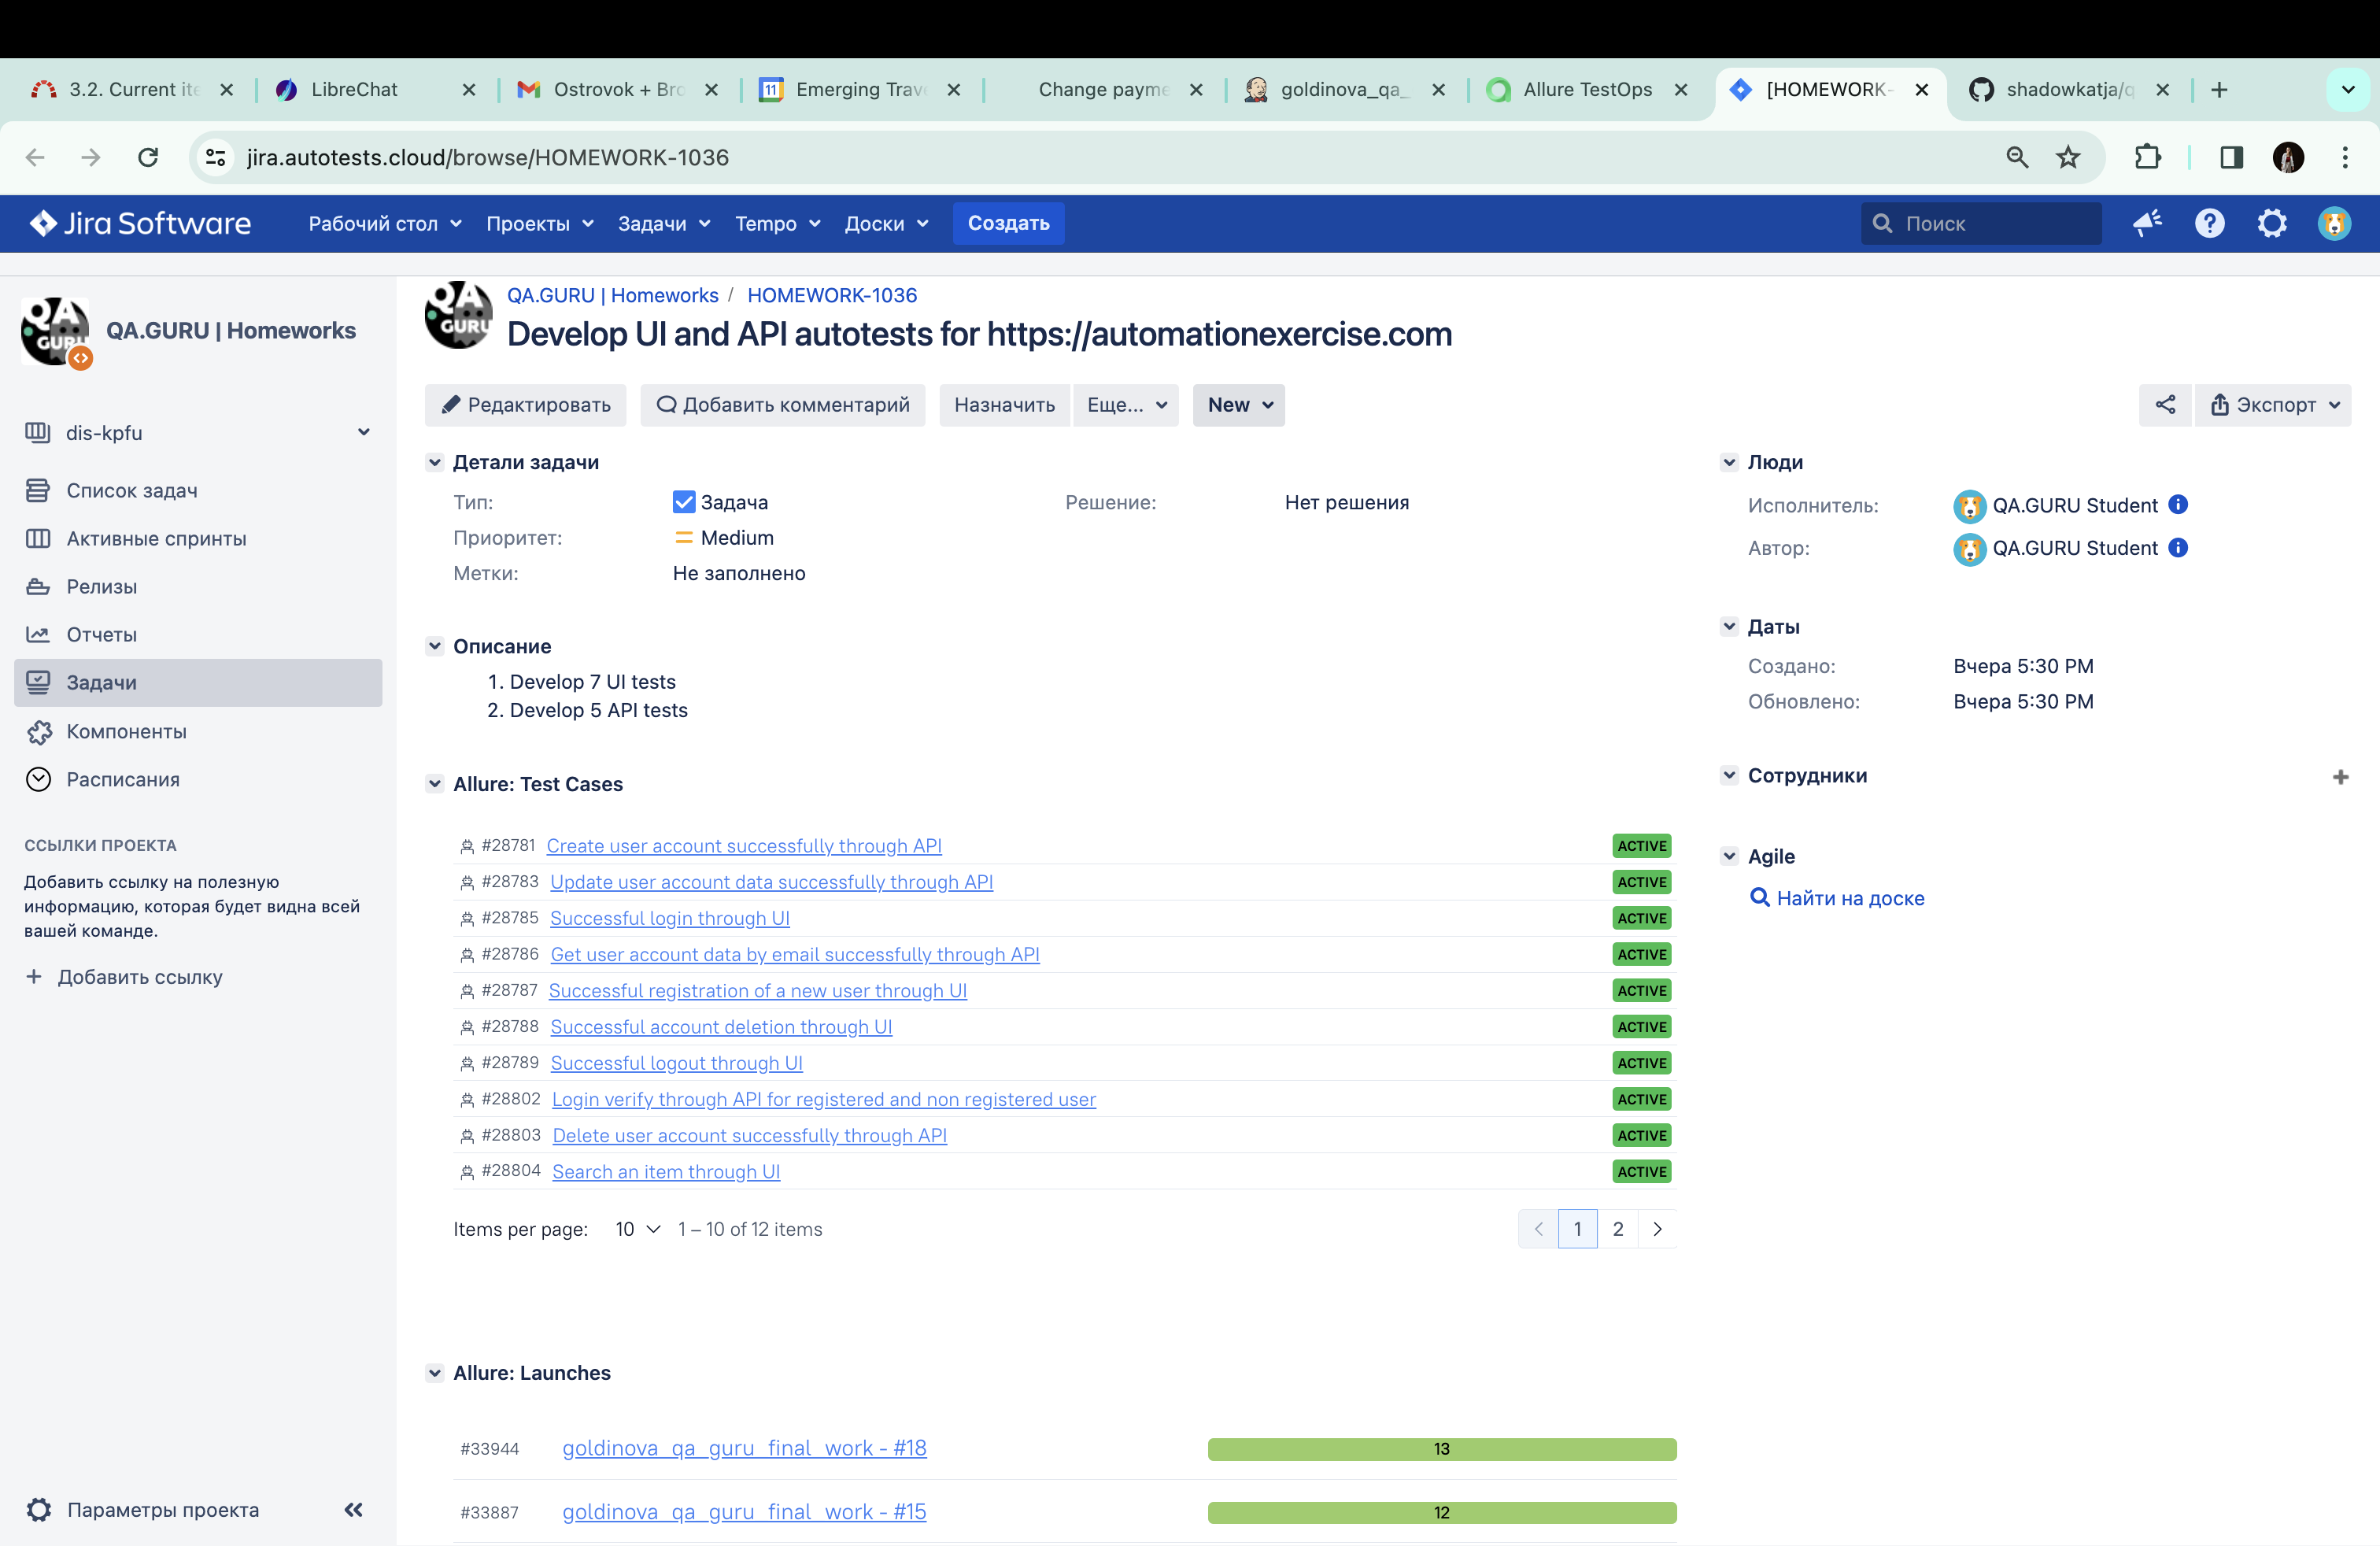 3.2. Current ite
LibreChat
Ostrovok + Bro
11
Emerging Trave
Change payme
goldinova_qa_
Allure TestOps
[HOMEWORK-
shadowkatja/q
jira.autotests.cloud/browse/HOMEWORK-1036
Jira Software
Рабочий стол
Проекты
Задачи
Tempo
Доски
Создать
Поиск
QA GURU
QA.GURU | Homeworks
dis-kpfu
Список задач
Активные спринты
Релизы
Отчеты
Задачи
Компоненты
Расписания
ССЫЛКИ ПРОЕКТА
Добавить ссылку на полезную
информацию, которая будет видна всей
вашей команде.
+ Добавить ссылку
Параметры проекта
QA GURU
QA.GURU | Homeworks / HOMEWORK-1036
Develop UI and API autotests for https://automationexercise.com
Редактировать
Добавить комментарий
Назначить
Еще...
New
Экспорт
Детали задачи
Тип: Задача
Решение: Нет решения
Приоритет: Medium
Метки: Не заполнено
Описание
1. Develop 7 UI tests
2. Develop 5 API tests
Allure: Test Cases
#28781 Create user account successfully through API ACTIVE
#28783 Update user account data successfully through API ACTIVE
#28785 Successful login through UI ACTIVE
#28786 Get user account data by email successfully through API ACTIVE
#28787 Successful registration of a new user through UI ACTIVE
#28788 Successful account deletion through UI ACTIVE
#28789 Successful logout through UI ACTIVE
#28802 Login verify through API for registered and non registered user ACTIVE
#28803 Delete user account successfully through API ACTIVE
#28804 Search an item through UI ACTIVE
Items per page: 10 1 – 10 of 12 items
1 2
Allure: Launches
#33944 goldinova_qa_guru_final_work - #18 13
#33887 goldinova_qa_guru_final_work - #15 12
Люди
Исполнитель: QA.GURU Student
Автор: QA.GURU Student
Даты
Создано: Вчера 5:30 PM
Обновлено: Вчера 5:30 PM
Сотрудники
Agile
Найти на доске